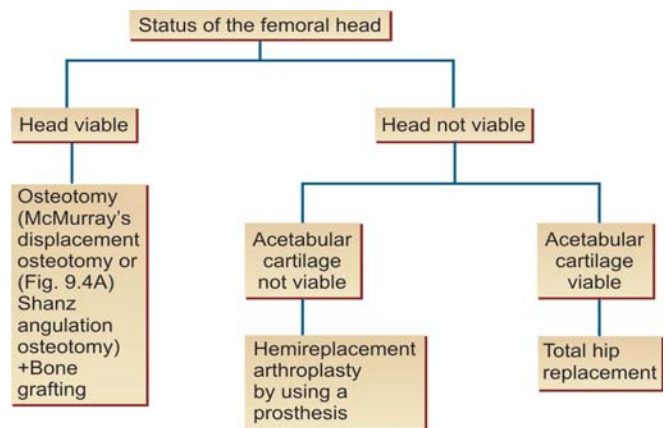 Status of the femoral head
Head viable
Head not viable
Osteotomy
(McMurray's
displacement
osteotomy or
(Fig. 9.4A)
Shanz
angulation
osteotomy)
+Bone
grafting
Acetabular
cartilage
not viable
Acetabular
cartilage
viable
Hemireplacement
arthroplasty
by using a
prosthesis
Total hip
replacement